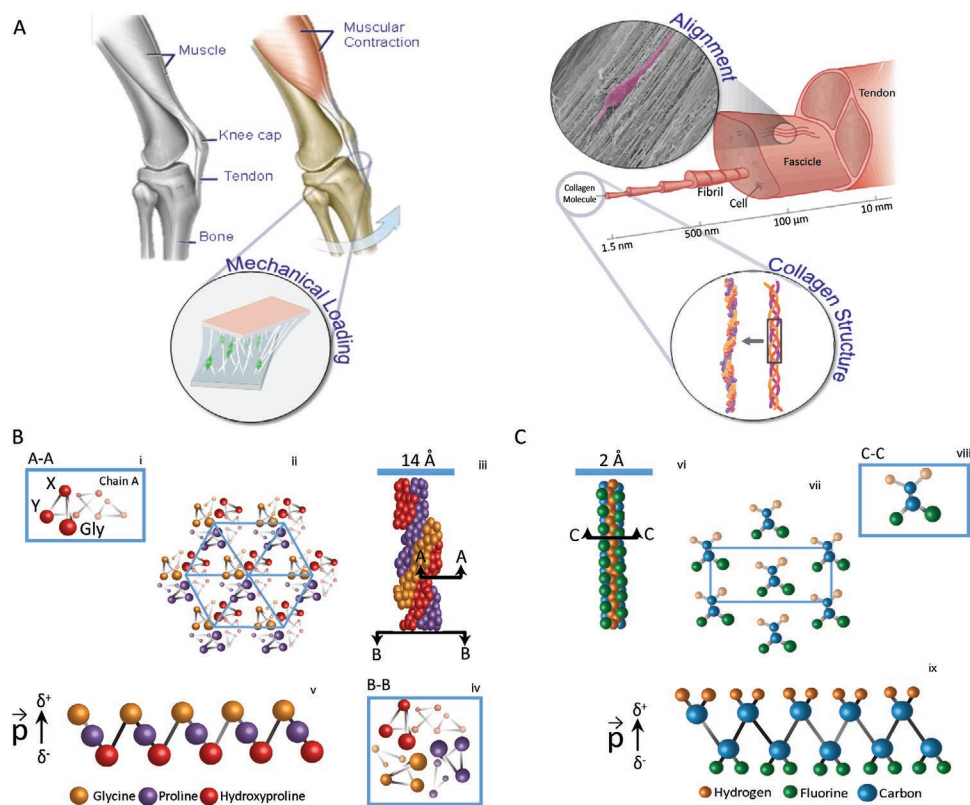 A
Muscle
Muscular
Contraction
Knee cap
Tendon
Bone
Mechanical Loading
Alignment
Tendon
Fascicle
Fibril
Cell
Collagen
Molecule
1.5 nm
500 nm
100 µm
10 mm
Collagen Structure
B
A-A
i
X
Y
Gly
Chain A
ii
14 Å
iii
A
A
B
B
B-B
iv
v
p
δ+
δ-
Glycine
Proline
Hydroxyproline
C
2 Å
vi
C
C
vii
C-C
viii
ix
p
δ+
δ-
Hydrogen
Fluorine
Carbon